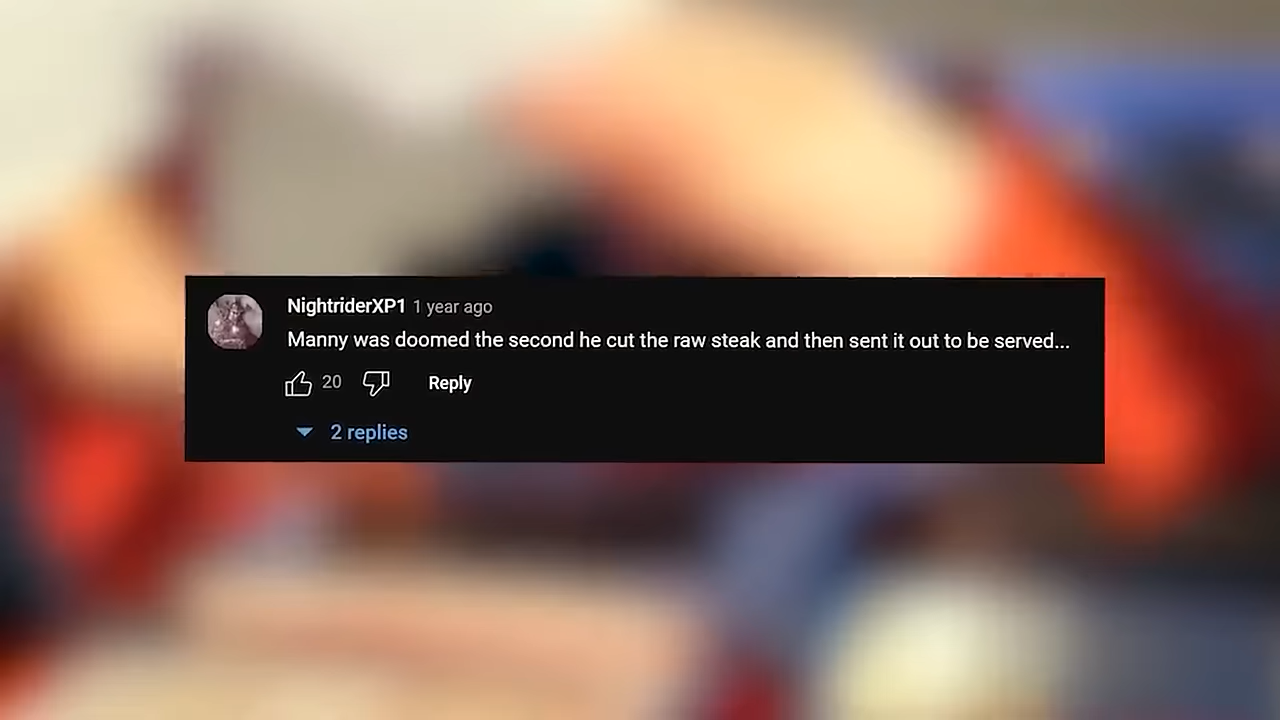 NightriderXP1 1 year ago
Manny was doomed the second he cut the raw steak and then sent it out to be served...
20 Reply
2 replies